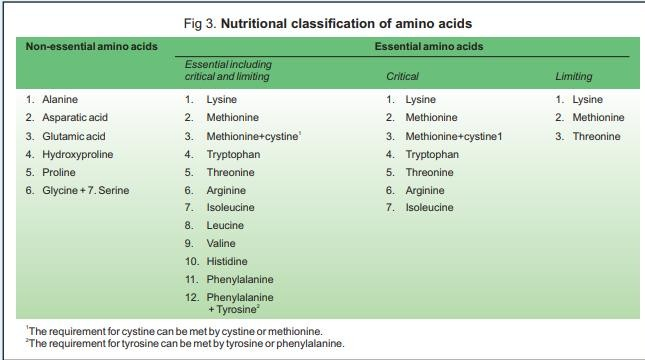 Fig 3. Nutritional classification of amino acids
Non-essential amino acids
Essential amino acids
Essential including
critical and limiting
Critical
Limiting
1. Alanine
2. Asparatic acid
3. Glutamic acid
4. Hydroxyproline
5. Proline
6. Glycine + 7. Serine
1. Lysine
2. Methionine
3. Methionine+cystine¹
4. Tryptophan
5. Threonine
6. Arginine
7. Isoleucine
8. Leucine
9. Valine
10. Histidine
11. Phenylalanine
12. Phenylalanine
+ Tyrosine²
1. Lysine
2. Methionine
3. Methionine+cystine1
4. Tryptophan
5. Threonine
6. Arginine
7. Isoleucine
1. Lysine
2. Methionine
3. Threonine
¹The requirement for cystine can be met by cystine or methionine.
²The requirement for tyrosine can be met by tyrosine or phenylalanine.